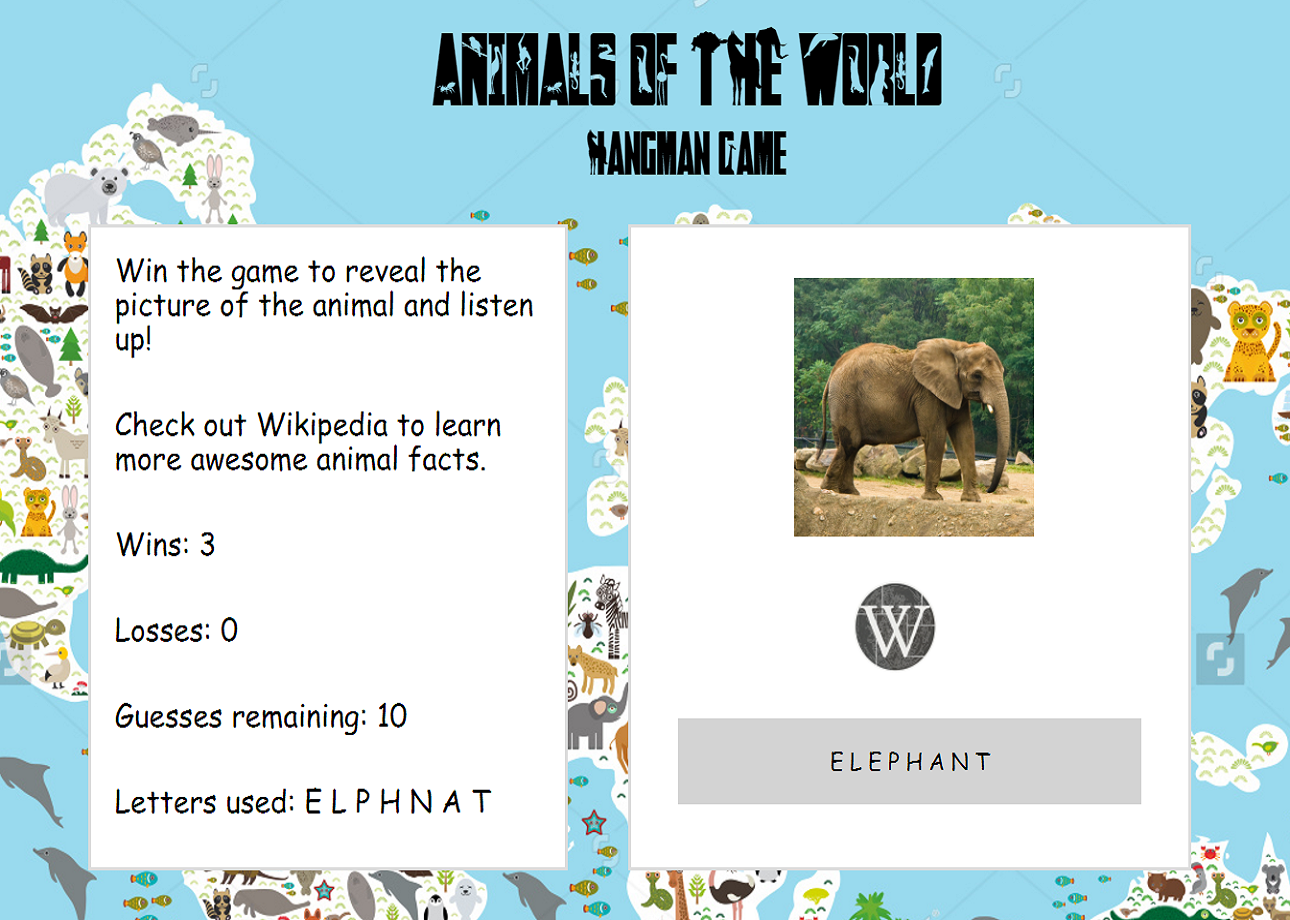 ANIMALS OF THE WORLD
HANGMAN GAME
Win the game to reveal the
picture of the animal and listen
up!
Check out Wikipedia to learn
more awesome animal facts.
Wins: 3
Losses: 0
Guesses remaining: 10
Letters used: E L P H N A T
W
E L E P H A N T